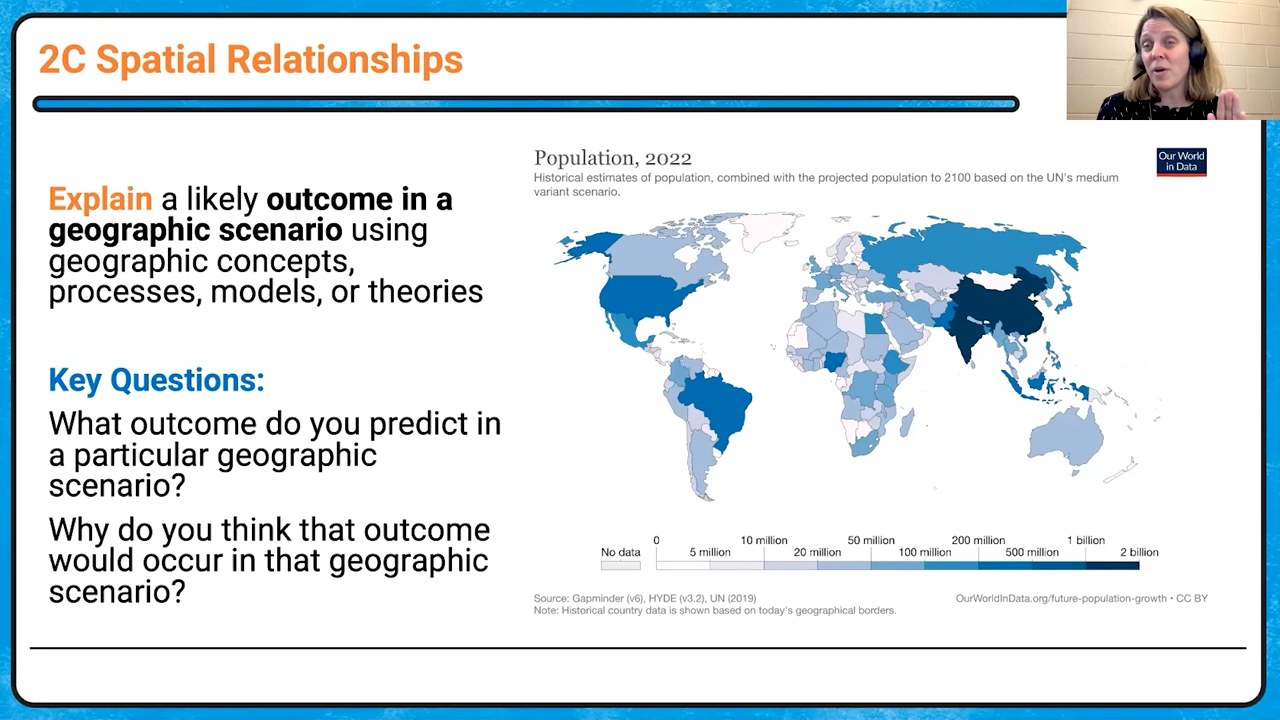 2C Spatial Relationships
Explain a likely outcome in a
geographic scenario using
geographic concepts,
processes, models, or theories
Key Questions:
What outcome do you predict in
a particular geographic
scenario?
Why do you think that outcome
would occur in that geographic
scenario?
Population, 2022
Historical estimates of population, combined with the projected population to 2100 based on the UN's medium
variant scenario.
Our World
in Data
0 10 million 50 million 200 million 1 billion
No data 5 million 20 million 100 million 500 million 2 billion
Source: Gapminder (v6), HYDE (v3.2), UN (2019)
OurWorldInData.org/future-population-growth • CC BY
Note: Historical country data is shown based on today's geographical borders.